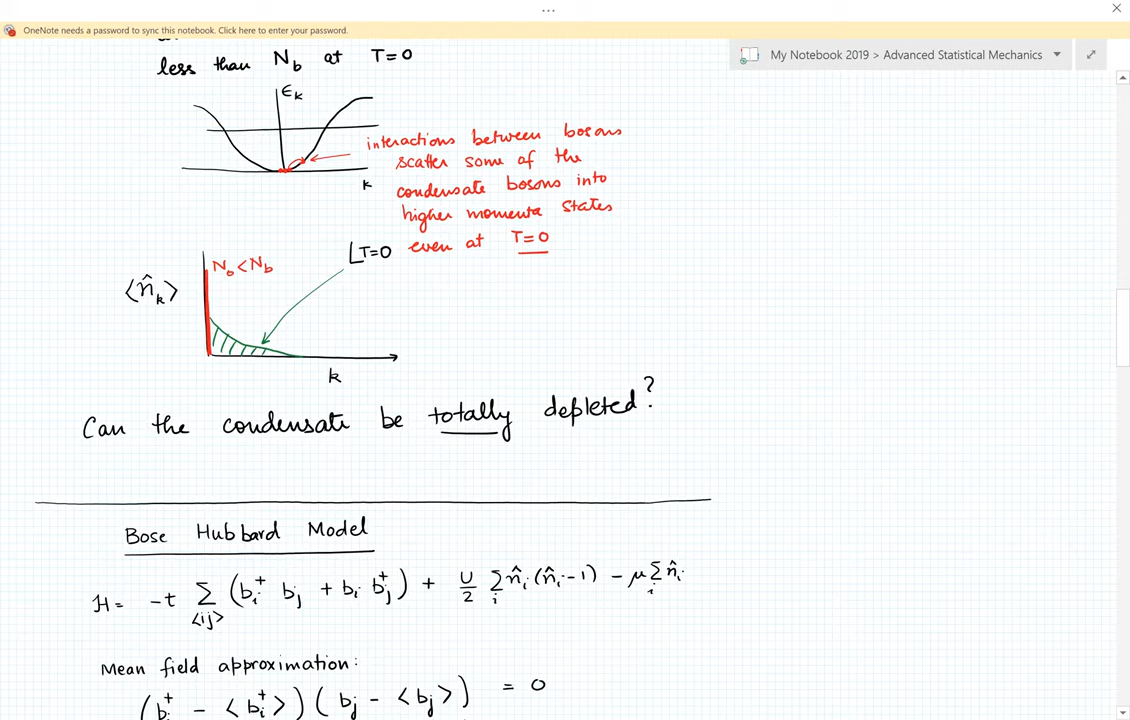 OneNote needs a password to sync this notebook. Click here to enter your password.
My Notebook 2019 > Advanced Statistical Mechanics
less than N_b at T=0
ϵ_k
interactions between bosons
scatter some of the
condensate bosons into
higher momenta states
even at T=0
k
T=0
N_0 < N_b
⟨n̂_k⟩
k
Can the condensate be totally depleted?
Bose Hubbard Model
H = -t ∑_<ij> (b_i^+ b_j + b_i b_j^+) + U/2 ∑_i n̂_i (n̂_i - 1) - μ ∑_i n̂_i
Mean field approximation:
(b_i^+ - <b_i^+>) (b_j - <b_j>) = 0